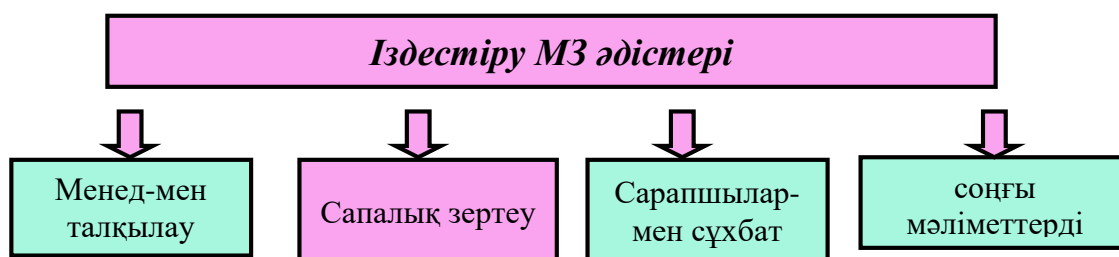 Іздестіру МЗ әдістері
Менед-мен
талқылау
Сапалық зертеу
Сарапшылар-
мен сұхбат
соңғы
мәліметтерді